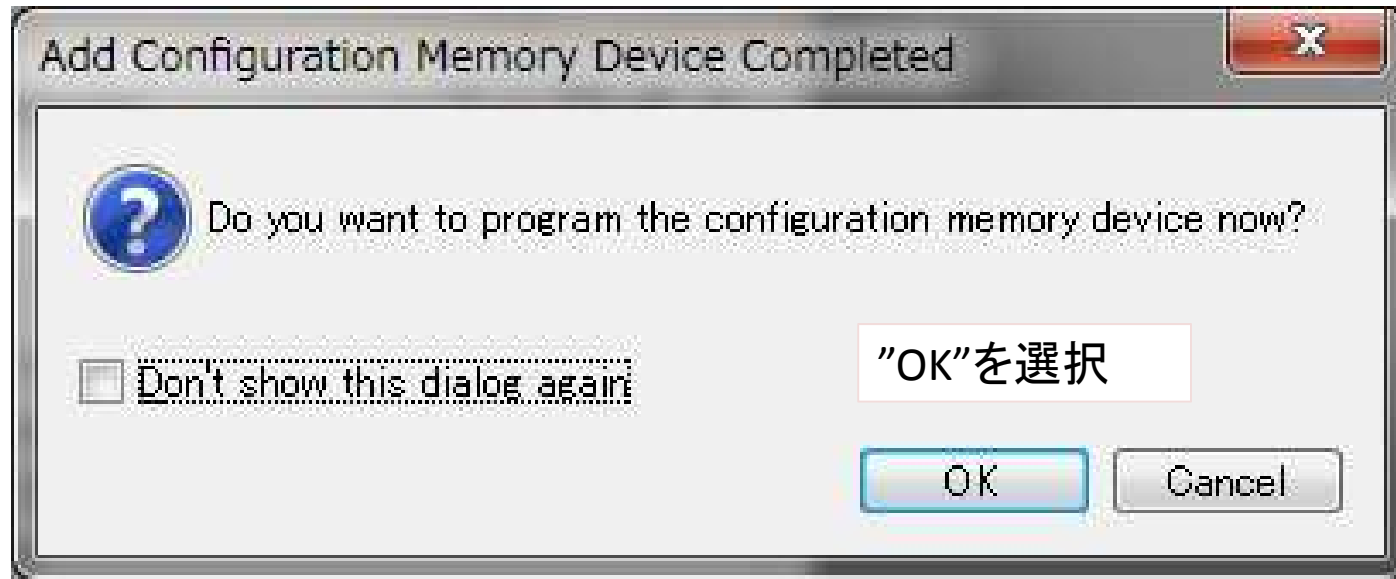 Add Configuration Memory Device Completed
Do you want to program the configuration memory device now?
Don't show this dialog again
”OK”を選択
OK
Cancel